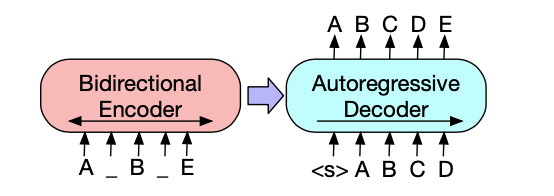 A B C D E
Bidirectional
Encoder
Autoregressive
Decoder
A _ B _ E
<s> A B C D